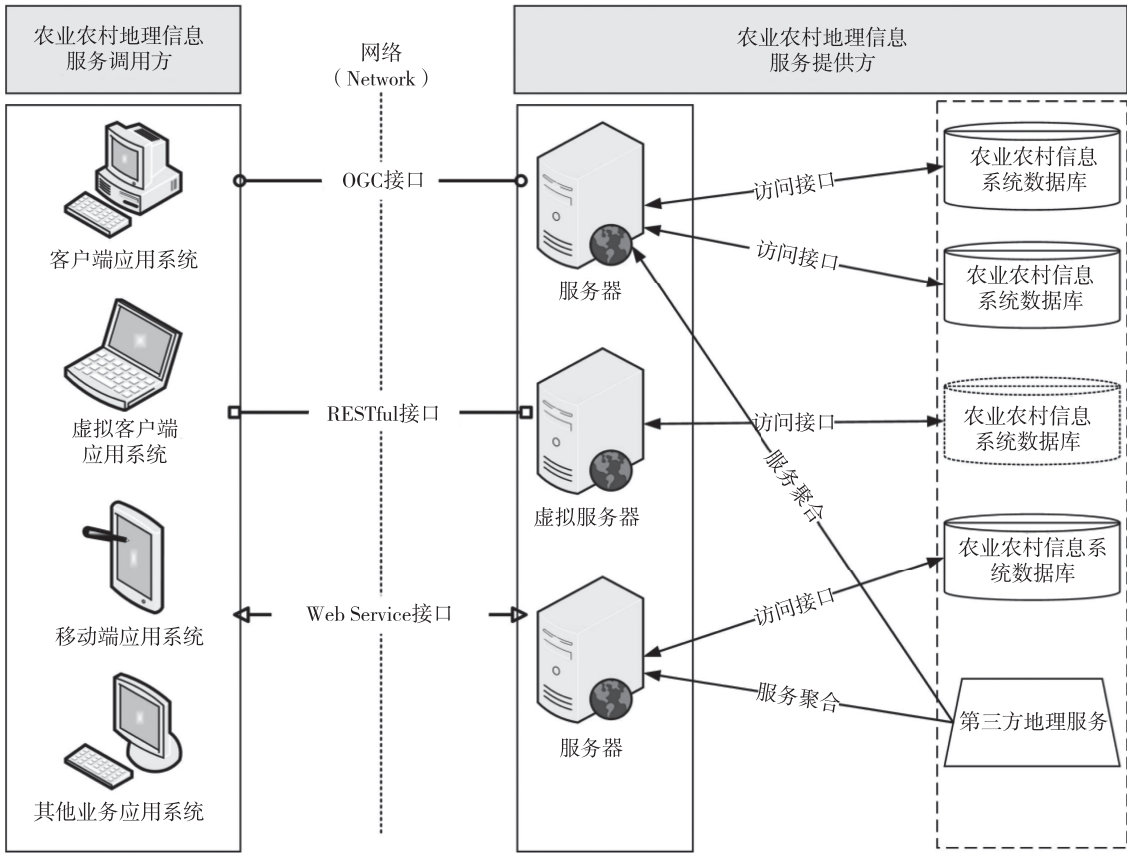 农业农村地理信息
服务调用方
网络
（Network）
农业农村地理信息
服务提供方
客户端应用系统
虚拟客户端
应用系统
移动端应用系统
其他业务应用系统
OGC接口
RESTful接口
Web Service接口
服务器
虚拟服务器
服务器
访问接口
访问接口
访问接口
服务聚合
访问接口
服务聚合
农业农村信息
系统数据库
农业农村信息
系统数据库
农业农村信息
系统数据库
农业农村信息系
统数据库
第三方地理服务